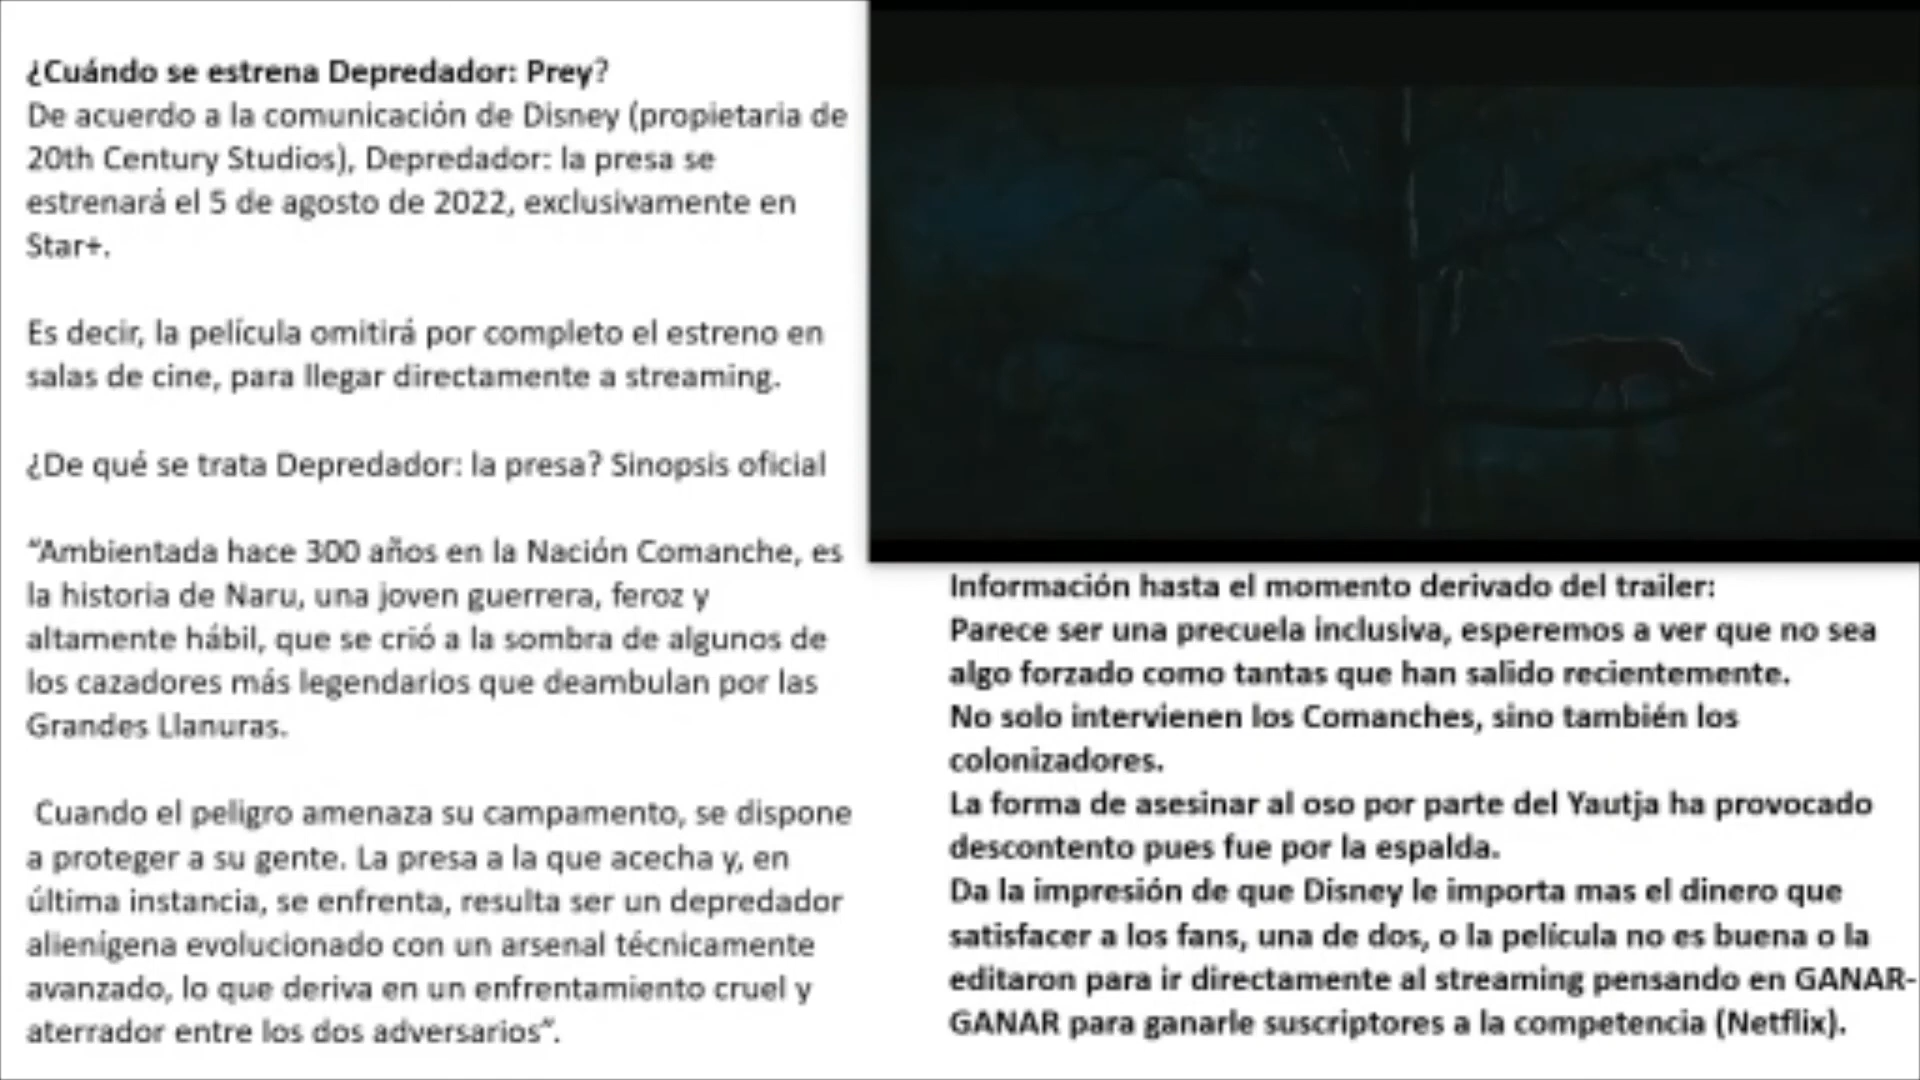 ¿Cuándo se estrena Depredador: Prey?
De acuerdo a la comunicación de Disney (propietaria de
20th Century Studios), Depredador: la presa se
estrenará el 5 de agosto de 2022, exclusivamente en
Star+.
Es decir, la película omitirá por completo el estreno en
salas de cine, para llegar directamente a streaming.
¿De qué se trata Depredador: la presa? Sinopsis oficial
“Ambientada hace 300 años en la Nación Comanche, es
la historia de Naru, una joven guerrera, feroz y
altamente hábil, que se crió a la sombra de algunos de
los cazadores más legendarios que deambulan por las
Grandes Llanuras.
Cuando el peligro amenaza su campamento, se dispone
a proteger a su gente. La presa a la que acecha y, en
última instancia, se enfrenta, resulta ser un depredador
alienígena evolucionado con un arsenal técnicamente
avanzado, lo que deriva en un enfrentamiento cruel y
aterrador entre los dos adversarios”.
Información hasta el momento derivado del trailer:
Parece ser una precuela inclusiva, esperemos a ver que no sea
algo forzado como tantas que han salido recientemente.
No solo intervienen los Comanches, sino también los
colonizadores.
La forma de asesinar al oso por parte del Yautja ha provocado
descontento pues fue por la espalda.
Da la impresión de que Disney le importa mas el dinero que
satisfacer a los fans, una de dos, o la película no es buena o la
editaron para ir directamente al streaming pensando en GANAR-
GANAR para ganarle suscriptores a la competencia (Netflix).